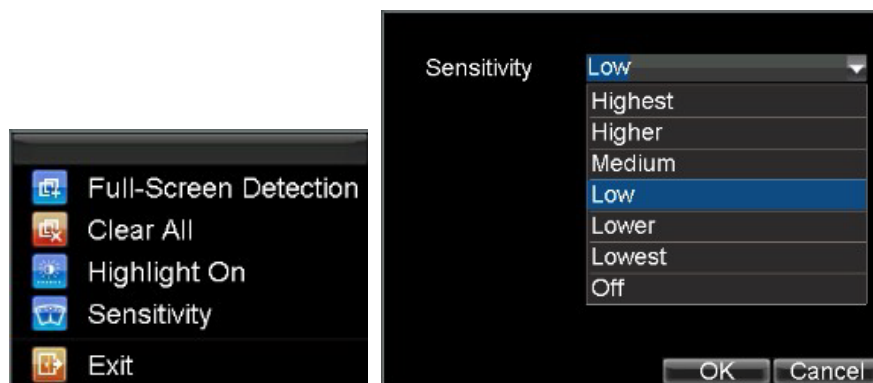 Full-Screen Detection
Clear All
Highlight On
Sensitivity
Exit
Sensitivity Low
Highest
Higher
Medium
Low
Lower
Lowest
Off
OK Cancel